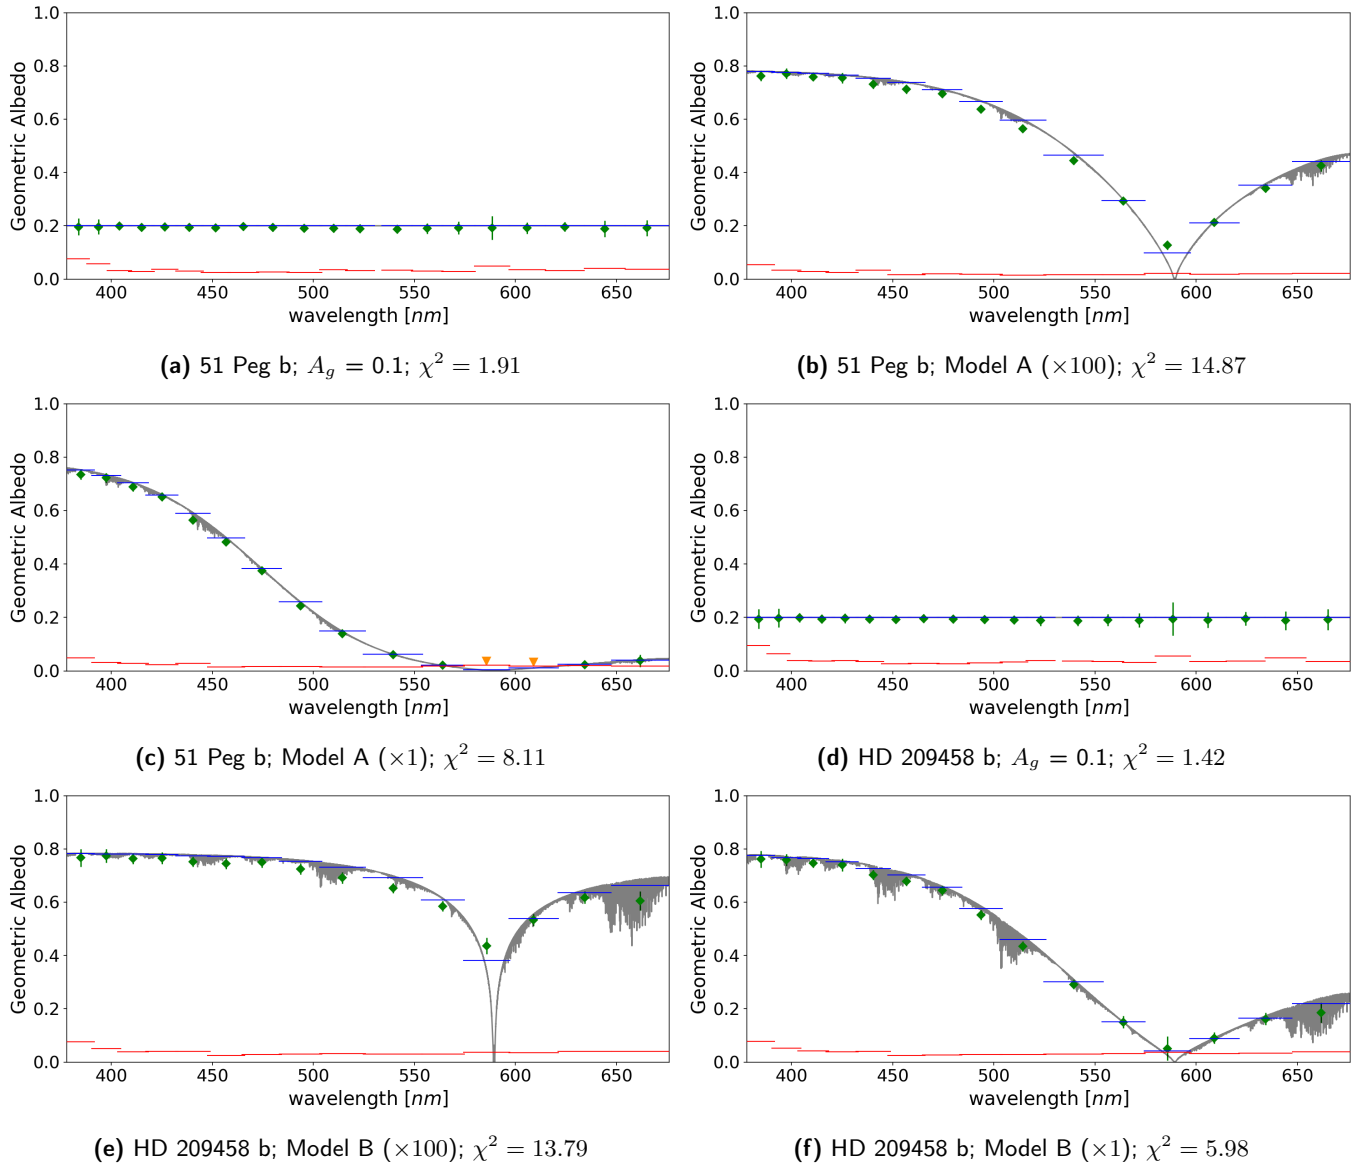 1.0
0.8
0.6
0.4
0.2
0.0
Geometric Albedo
400 450 500 550 600 650
wavelength [nm]
(a) 51 Peg b; A_g = 0.1; χ² = 1.91
1.0
0.8
0.6
0.4
0.2
0.0
Geometric Albedo
400 450 500 550 600 650
wavelength [nm]
(b) 51 Peg b; Model A (×100); χ² = 14.87
1.0
0.8
0.6
0.4
0.2
0.0
Geometric Albedo
400 450 500 550 600 650
wavelength [nm]
(c) 51 Peg b; Model A (×1); χ² = 8.11
1.0
0.8
0.6
0.4
0.2
0.0
Geometric Albedo
400 450 500 550 600 650
wavelength [nm]
(d) HD 209458 b; A_g = 0.1; χ² = 1.42
1.0
0.8
0.6
0.4
0.2
0.0
Geometric Albedo
400 450 500 550 600 650
wavelength [nm]
(e) HD 209458 b; Model B (×100); χ² = 13.79
1.0
0.8
0.6
0.4
0.2
0.0
Geometric Albedo
400 450 500 550 600 650
wavelength [nm]
(f) HD 209458 b; Model B (×1); χ² = 5.98